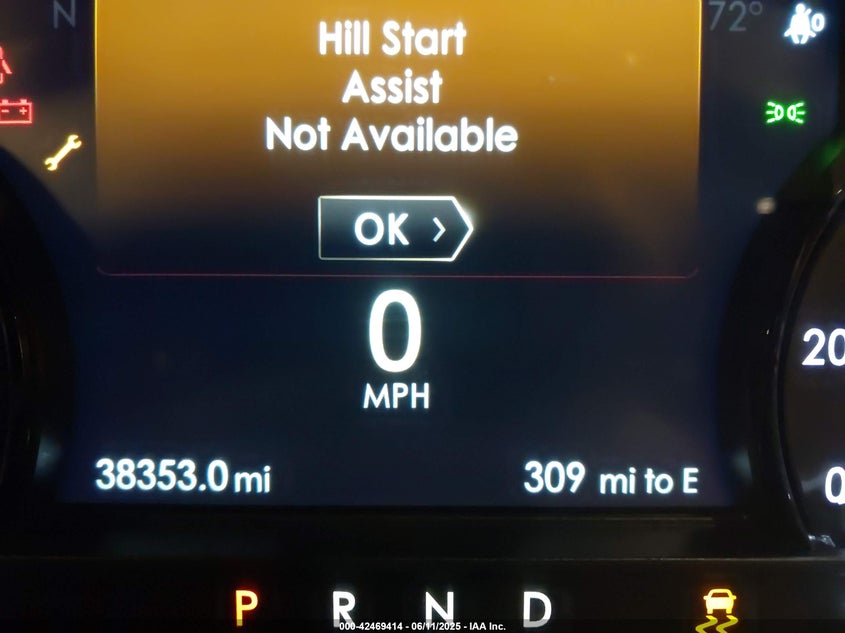 N
72°
Hill Start
Assist
Not Available
OK
0
MPH
20
0
38353.0 mi
309 mi to E
P R N D
000-42469414 - 06/11/2025 - IAA Inc.